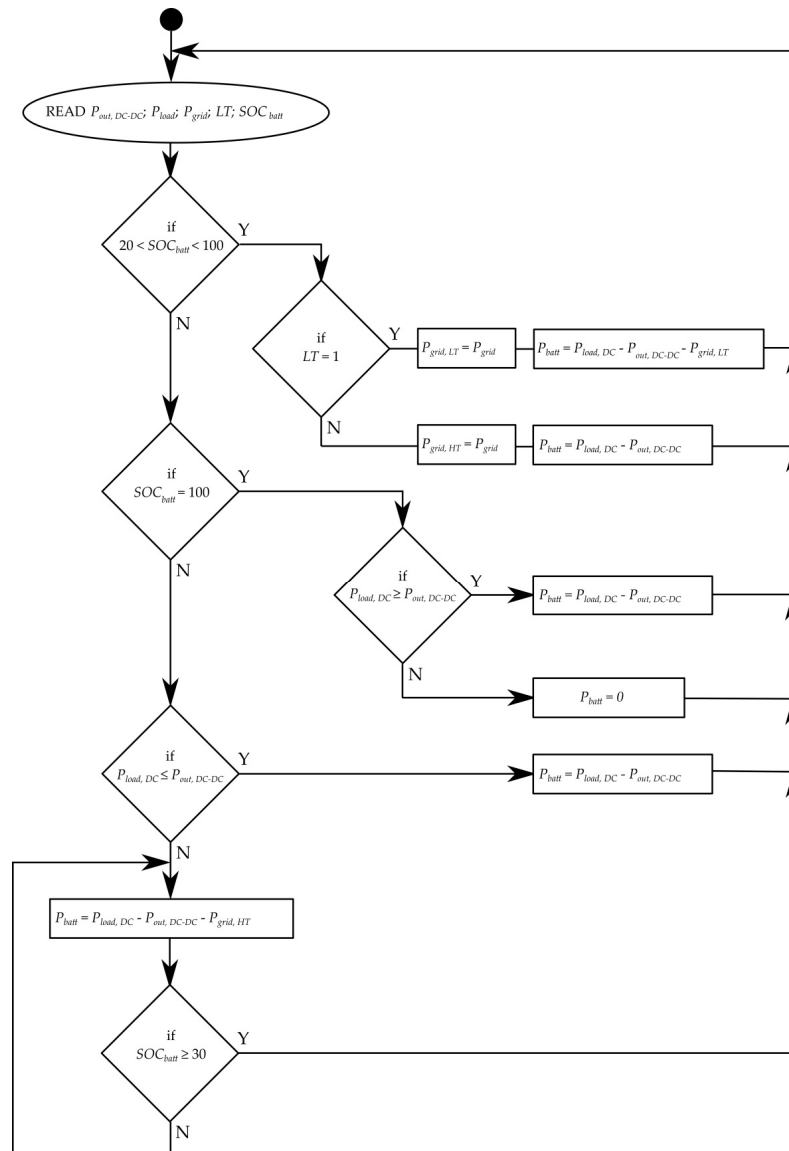 READ P_out, DC-DC; P_load; P_grid; LT; SOC_batt
if
20 < SOC_batt < 100
Y
N
if
LT = 1
Y
P_grid, LT = P_grid
P_batt = P_load, DC - P_out, DC-DC - P_grid, LT
N
P_grid, HT = P_grid
P_batt = P_load, DC - P_out, DC-DC
if
SOC_batt = 100
Y
N
if
P_load, DC ≥ P_out, DC-DC
Y
P_batt = P_load, DC - P_out, DC-DC
N
P_batt = 0
if
P_load, DC ≤ P_out, DC-DC
Y
P_batt = P_load, DC - P_out, DC-DC
N
P_batt = P_load, DC - P_out, DC-DC - P_grid, HT
if
SOC_batt ≥ 30
Y
N